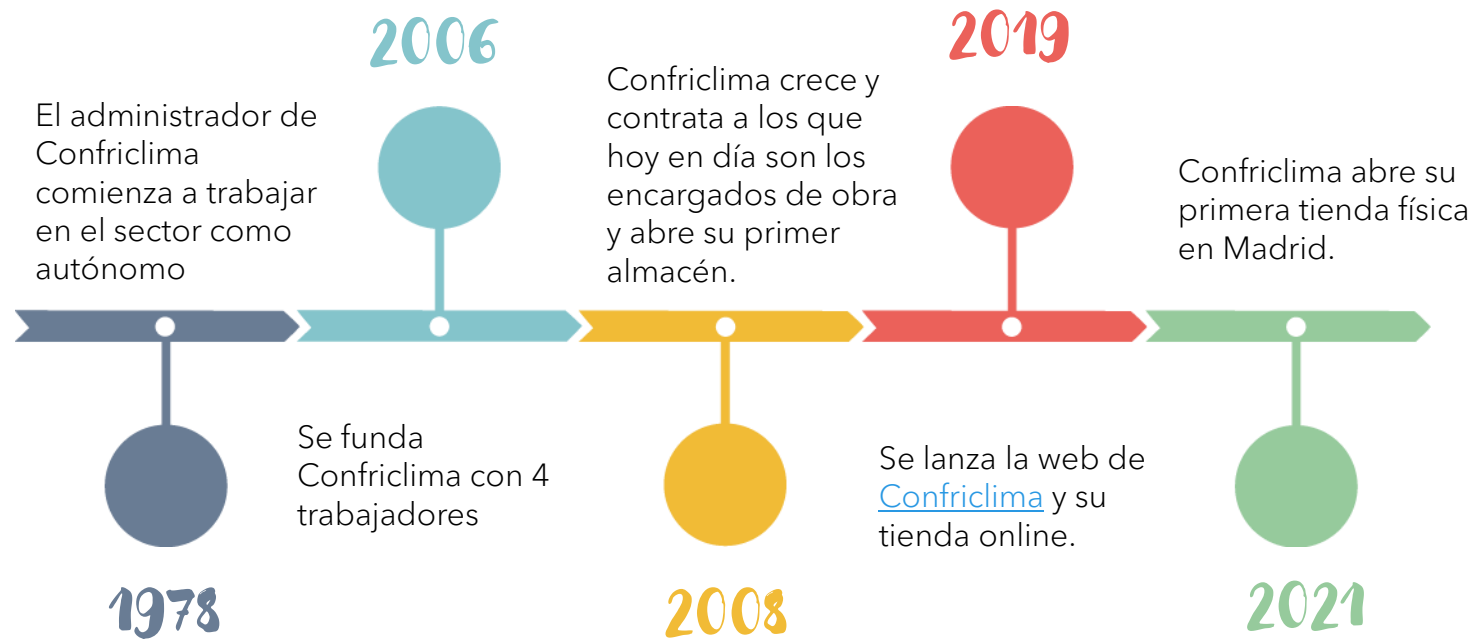 1978
El administrador de
Confriclima
comienza a trabajar
en el sector como
autónomo
2006
Se funda
Confriclima con 4
trabajadores
2008
Confriclima crece y
contrata a los que
hoy en día son los
encargados de obra
y abre su primer
almacén.
2019
Se lanza la web de
Confriclima y su
tienda online.
2021
Confriclima abre su
primera tienda física
en Madrid.